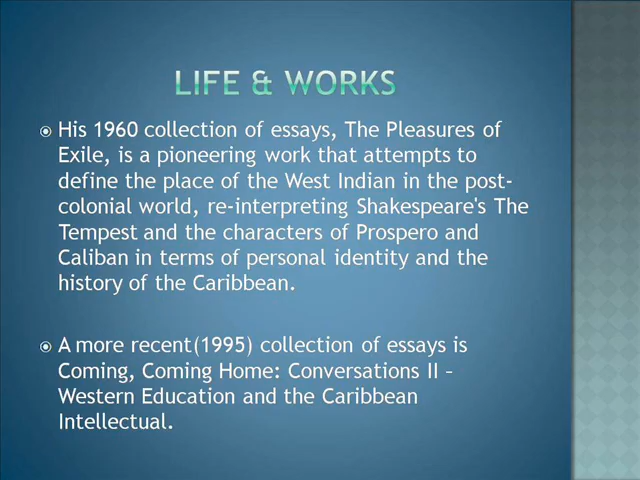 LIFE & WORKS
His 1960 collection of essays, The Pleasures of
Exile, is a pioneering work that attempts to
define the place of the West Indian in the post-
colonial world, re-interpreting Shakespeare's The
Tempest and the characters of Prospero and
Caliban in terms of personal identity and the
history of the Caribbean.
A more recent(1995) collection of essays is
Coming, Coming Home: Conversations II –
Western Education and the Caribbean
Intellectual.